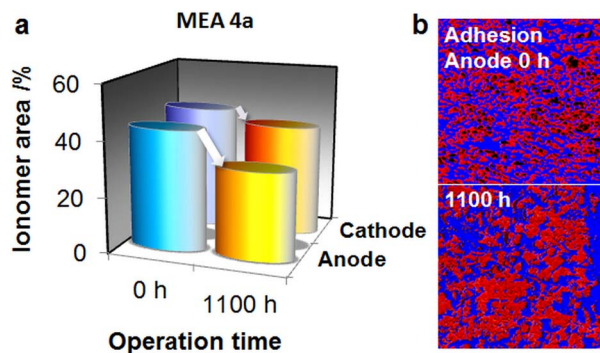 a
MEA 4a
Ionomer area /%
60
40
20
0
0 h
1100 h
Cathode
Anode
Operation time
b
Adhesion
Anode 0 h
1100 h